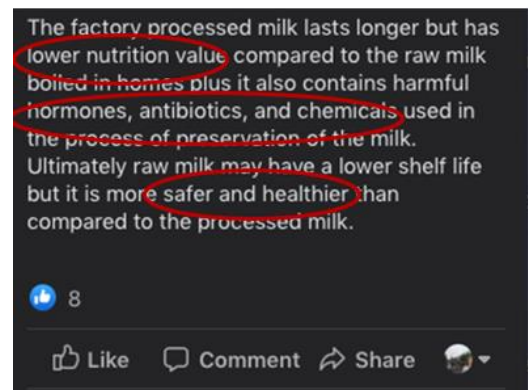 The factory processed milk lasts longer but has
lower nutrition value compared to the raw milk
boiled in homes plus it also contains harmful
hormones, antibiotics, and chemicals used in
the process of preservation of the milk.
Ultimately raw milk may have a lower shelf life
but it is more safer and healthier than
compared to the processed milk.
8
Like Comment Share